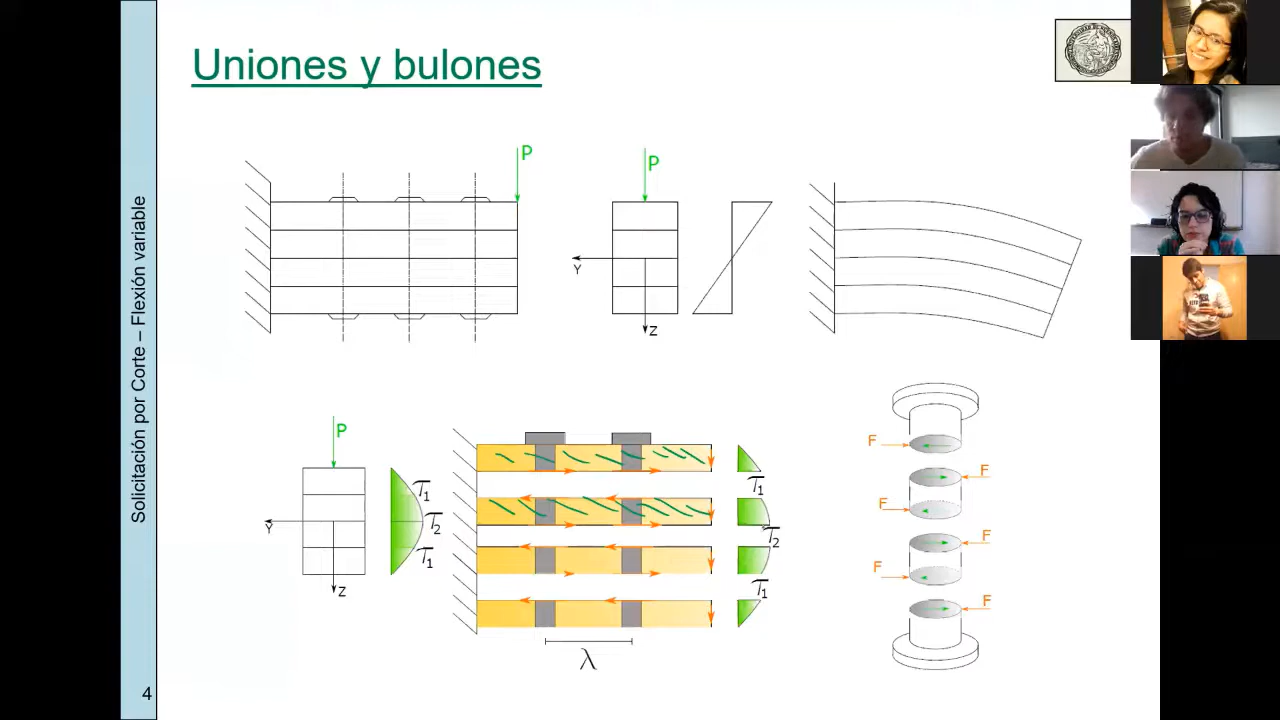 Uniones y bulones
Solicitación por Corte – Flexión variable
P
P
Y
Z
P
τ1
τ2
τ1
Y
Z
τ1
τ2
τ1
λ
F
F
F
F
F
F
4